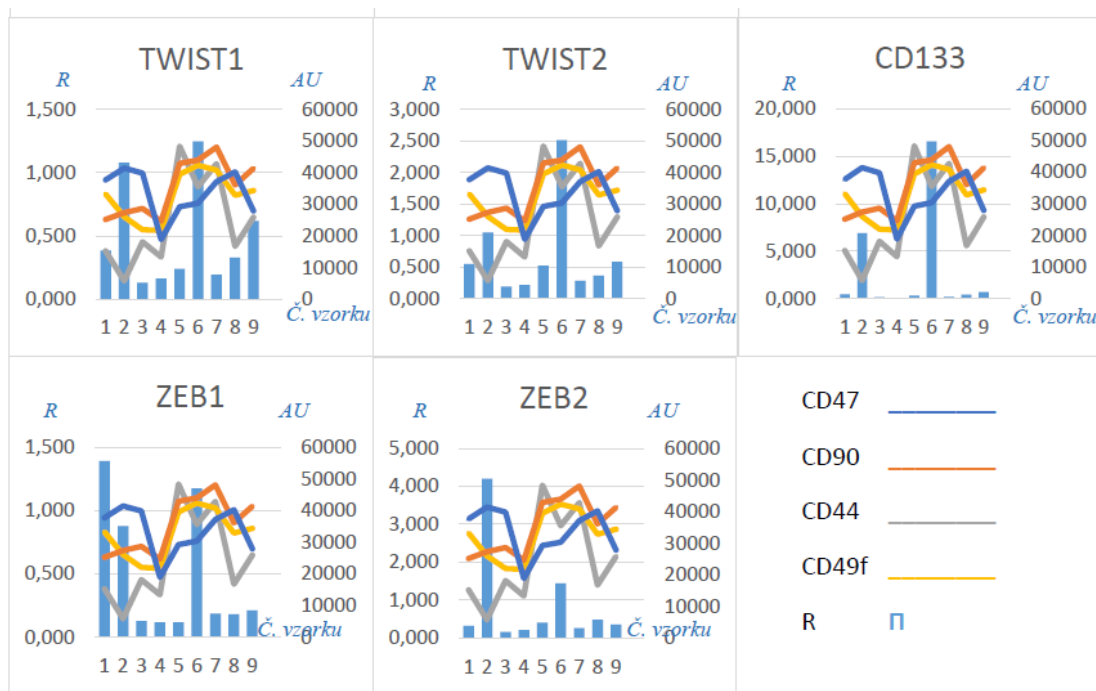 TWIST1
R
AU
1,500
1,000
0,500
0,000
60000
50000
40000
30000
20000
10000
0
Č. vzorku
1 2 3 4 5 6 7 8 9
TWIST2
R
AU
3,000
2,500
2,000
1,500
1,000
0,500
0,000
60000
50000
40000
30000
20000
10000
0
Č. vzorku
1 2 3 4 5 6 7 8 9
CD133
R
AU
20,000
15,000
10,000
5,000
0,000
60000
50000
40000
30000
20000
10000
0
Č. vzorku
1 2 3 4 5 6 7 8 9
ZEB1
R
AU
1,500
1,000
0,500
0,000
60000
50000
40000
30000
20000
10000
0
Č. vzorku
1 2 3 4 5 6 7 8 9
ZEB2
R
AU
5,000
4,000
3,000
2,000
1,000
0,000
60000
50000
40000
30000
20000
10000
0
Č. vzorku
1 2 3 4 5 6 7 8 9
CD47
CD90
CD44
CD49f
R